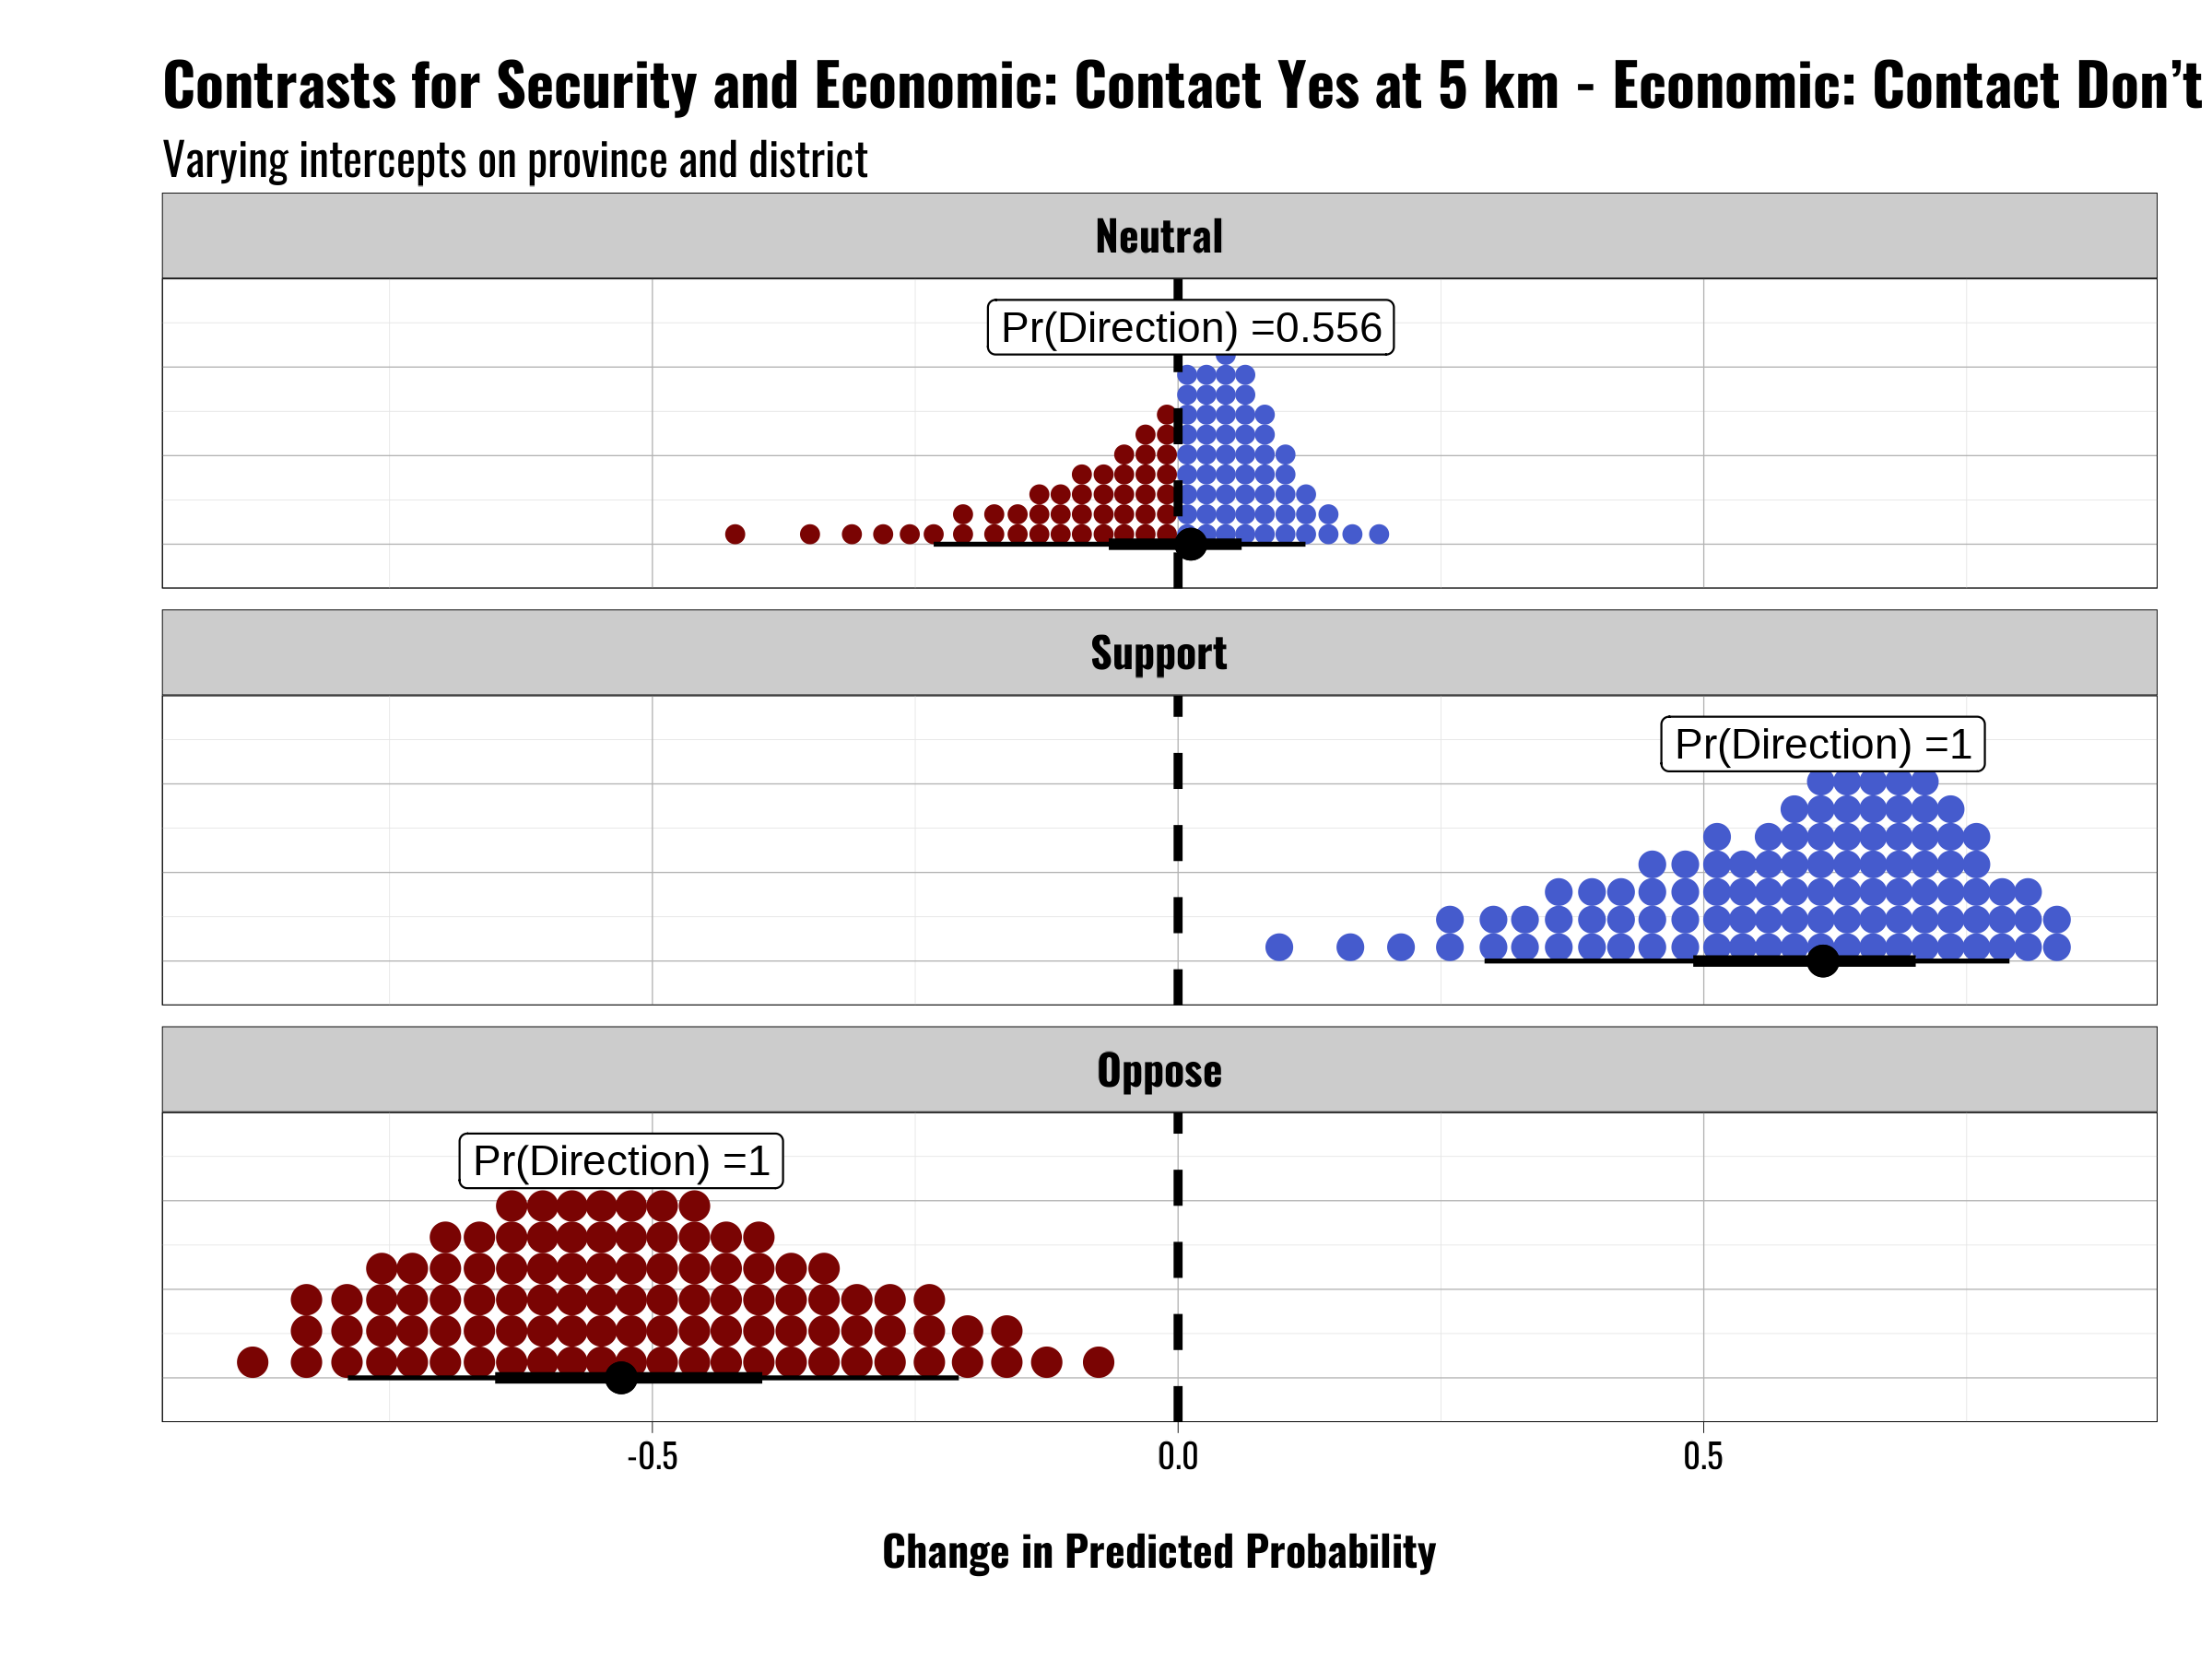 Contrasts for Security and Economic: Contact Yes at 5 km - Economic: Contact Don’t
Varying intercepts on province and district
Neutral
Pr(Direction) =0.556
Support
Pr(Direction) =1
Oppose
Pr(Direction) =1
-0.5 0.0 0.5
Change in Predicted Probability